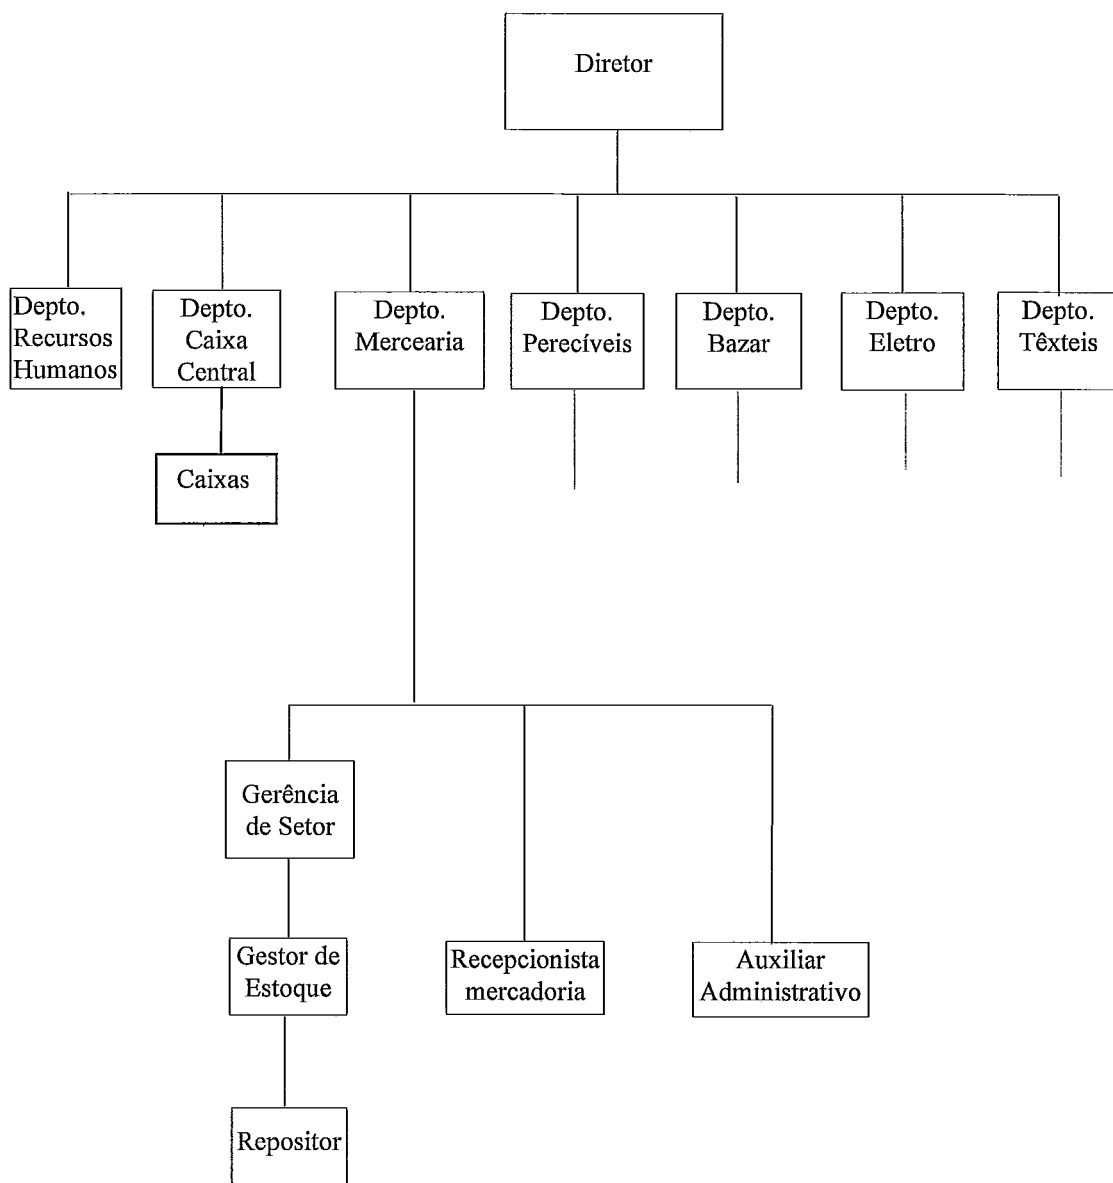 Diretor
Depto.
Recursos
Humanos
Depto.
Caixa
Central
Depto.
Mercearia
Depto.
Perecíveis
Depto.
Bazar
Depto.
Eletro
Depto.
Têxteis
Caixas
Gerência
de Setor
Gestor de
Estoque
Recepcionista
mercadoria
Auxiliar
Administrativo
Repositor